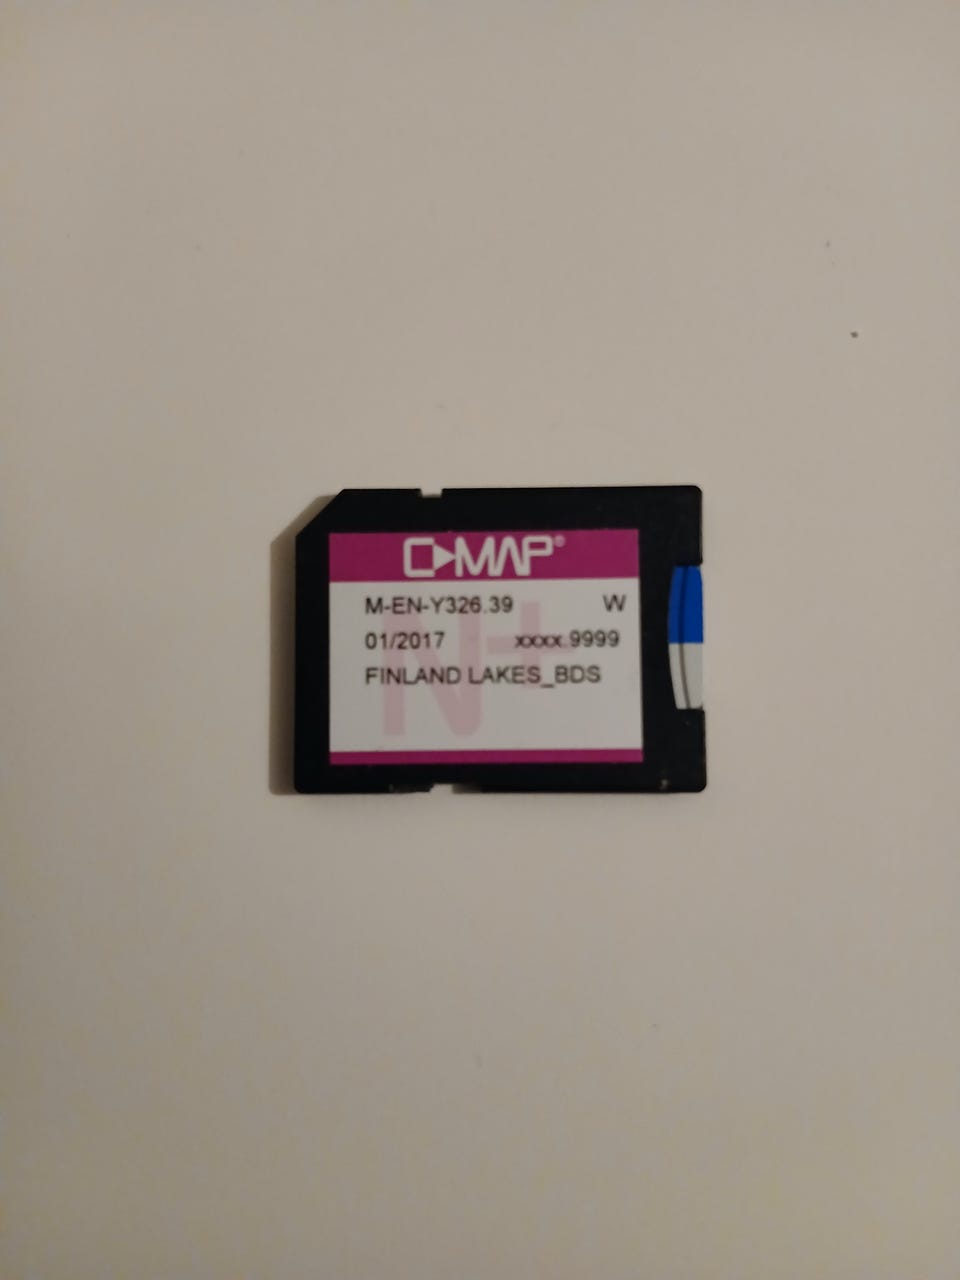 C-MAP®
M-EN-Y326.39 W
01/2017 xxxx.9999
FINLAND LAKES_BDS
N+